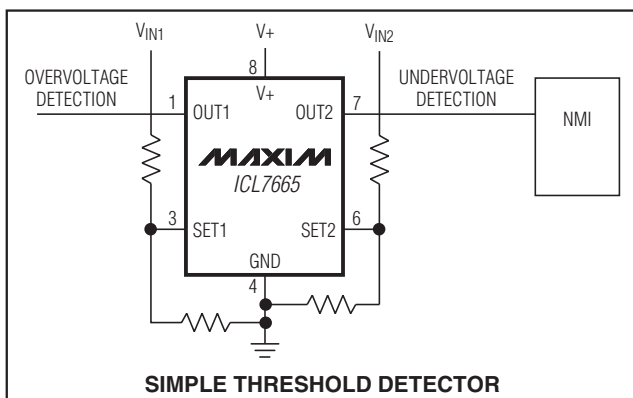 VIN1
V+
VIN2
OVERVOLTAGE
DETECTION
UNDERVOLTAGE
DETECTION
8
V+
1
OUT1
OUT2
7
NMI
MAXIM
ICL7665
3
SET1
SET2
6
GND
4
SIMPLE THRESHOLD DETECTOR